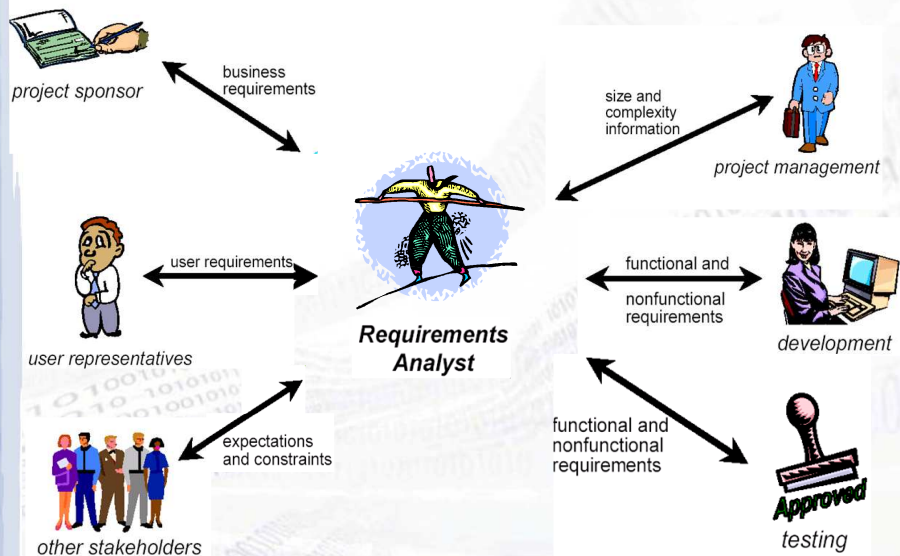 project sponsor
business
requirements
size and
complexity
information
project management
user requirements
user representatives
Requirements
Analyst
functional and
nonfunctional
requirements
development
expectations
and constraints
other stakeholders
functional and
nonfunctional
requirements
Approved
testing